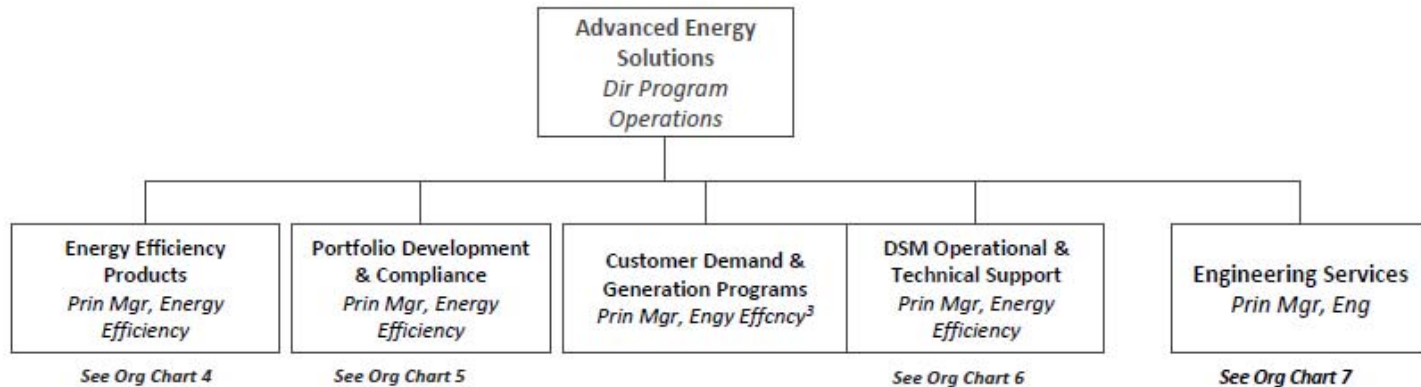 Advanced Energy
Solutions
Dir Program
Operations
Energy Efficiency
Products
Prin Mgr, Energy
Efficiency
See Org Chart 4
Portfolio Development
& Compliance
Prin Mgr, Energy
Efficiency
See Org Chart 5
Customer Demand &
Generation Programs
Prin Mgr, Engy Effcncy³
DSM Operational &
Technical Support
Prin Mgr, Energy
Efficiency
See Org Chart 6
Engineering Services
Prin Mgr, Eng
See Org Chart 7